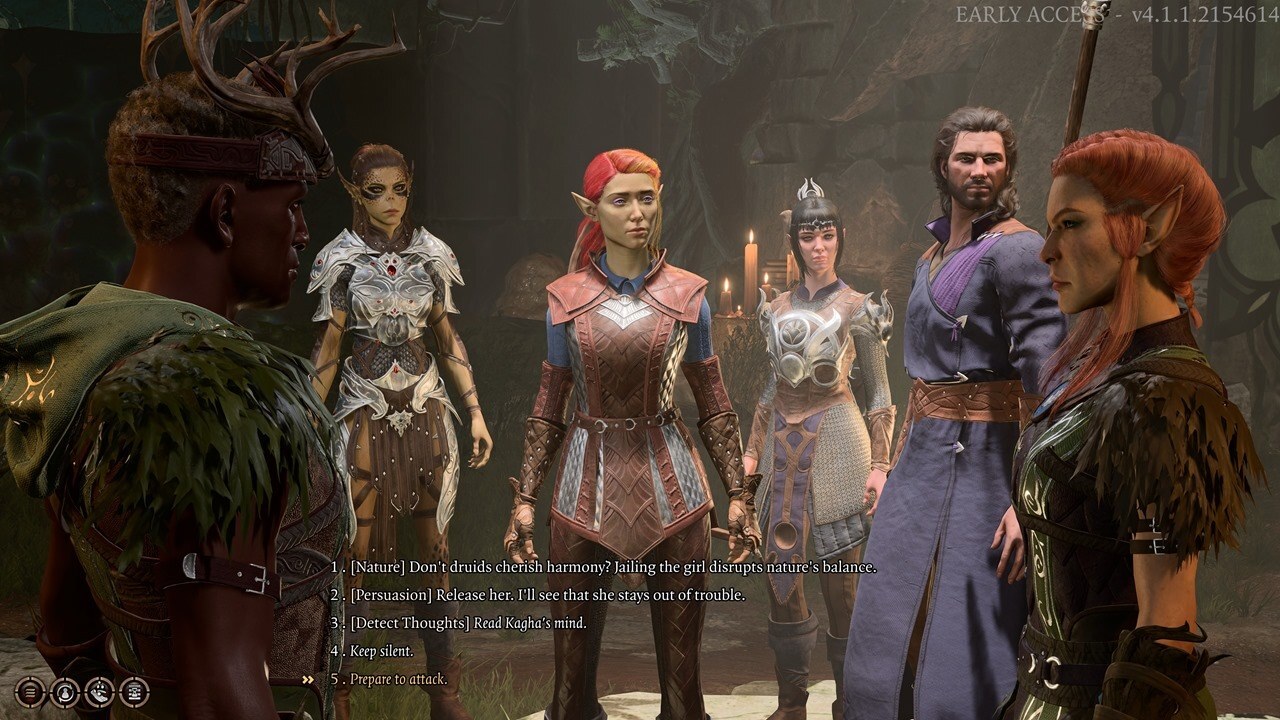 EARLY ACCESS - v4.1.1.2154614
1. [Nature] Don't druids cherish harmony? Jailing the girl disrupts nature's balance.
2. [Persuasion] Release her. I'll see that she stays out of trouble.
3. [Detect Thoughts] Read Kagha's mind.
4. Keep silent.
5. Prepare to attack.